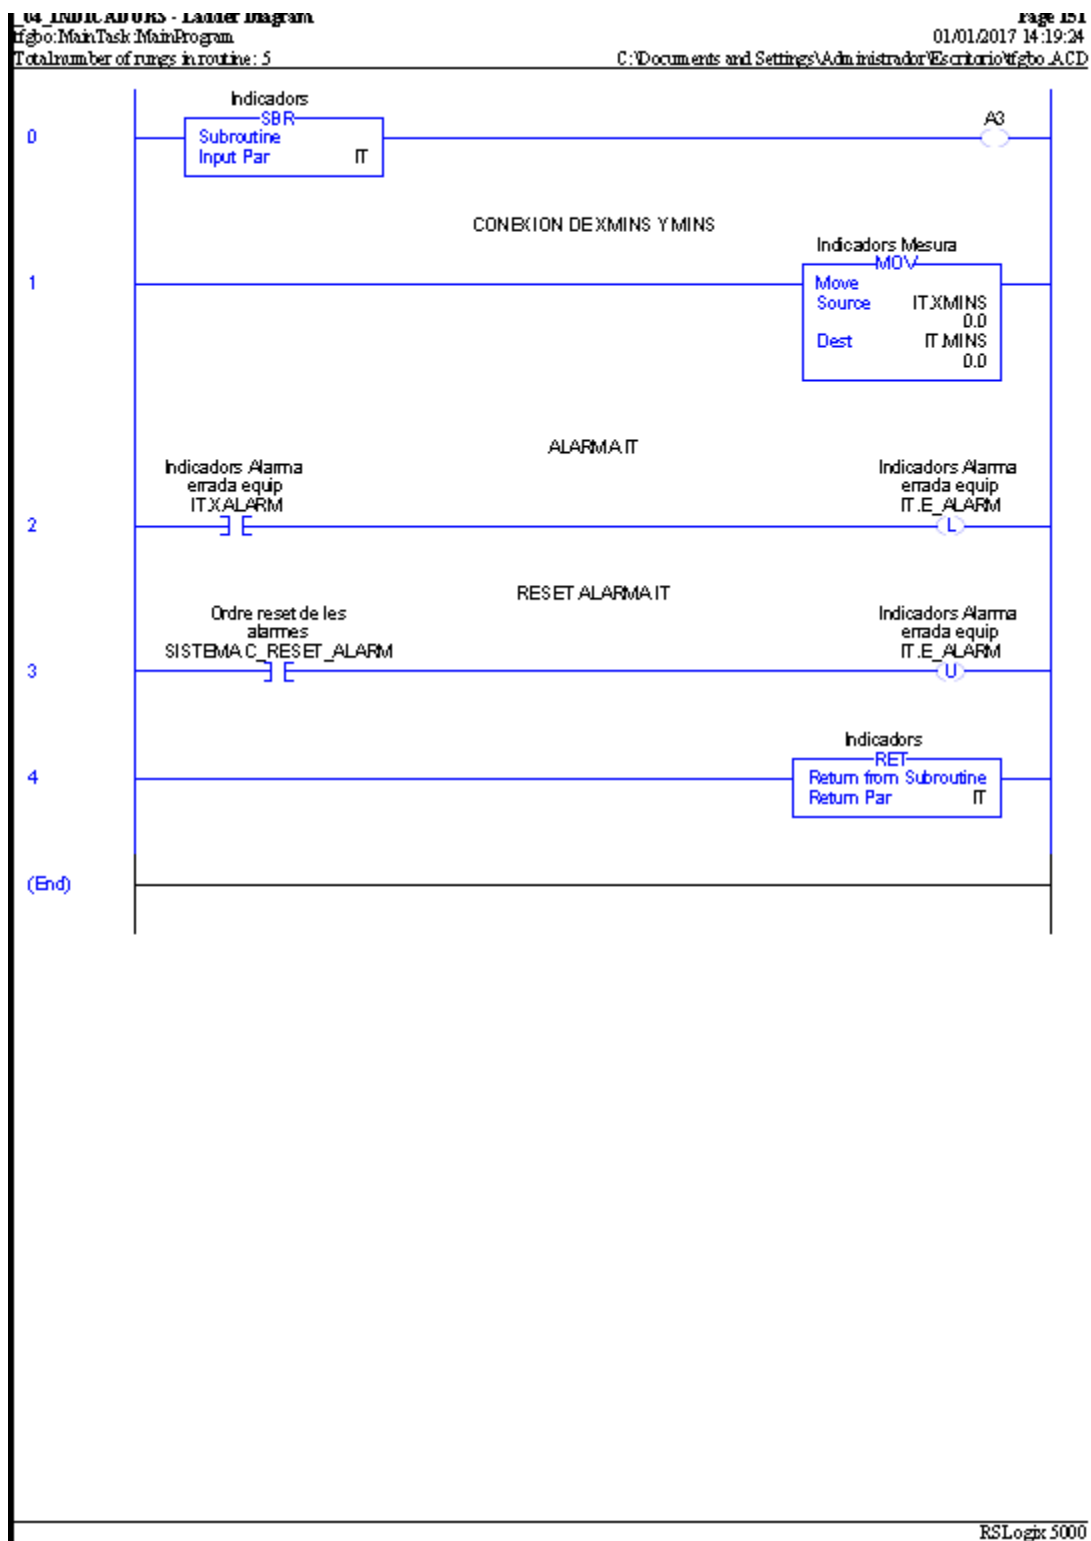 _04_INDICADORS - Ladder Diagram Page 151
tfgbo:MainTask:MainProgram 01/01/2017 14:19:24
Total number of rungs in routine: 5 C:\Documents and Settings\Administrador\Escritorio\tfgbo.ACD
Indicadors
SBR
Subroutine
Input Par IT
A3
0
CONEXION DE XMINS Y MINS
Indicadors Mesura
MOV
Move
Source IT.XMINS
0.0
Dest IT.MINS
0.0
1
ALARMA IT
Indicadors Alarma
errada equip
IT.XALARM
Indicadors Alarma
errada equip
IT.E_ALARM
2 L
RESET ALARMA IT
Ordre reset de les
alarmes
SISTEMA.C_RESET_ALARM
Indicadors Alarma
errada equip
IT.E_ALARM
3 U
Indicadors
RET
Return from Subroutine
Return Par IT
4
(End)
RSLogix 5000